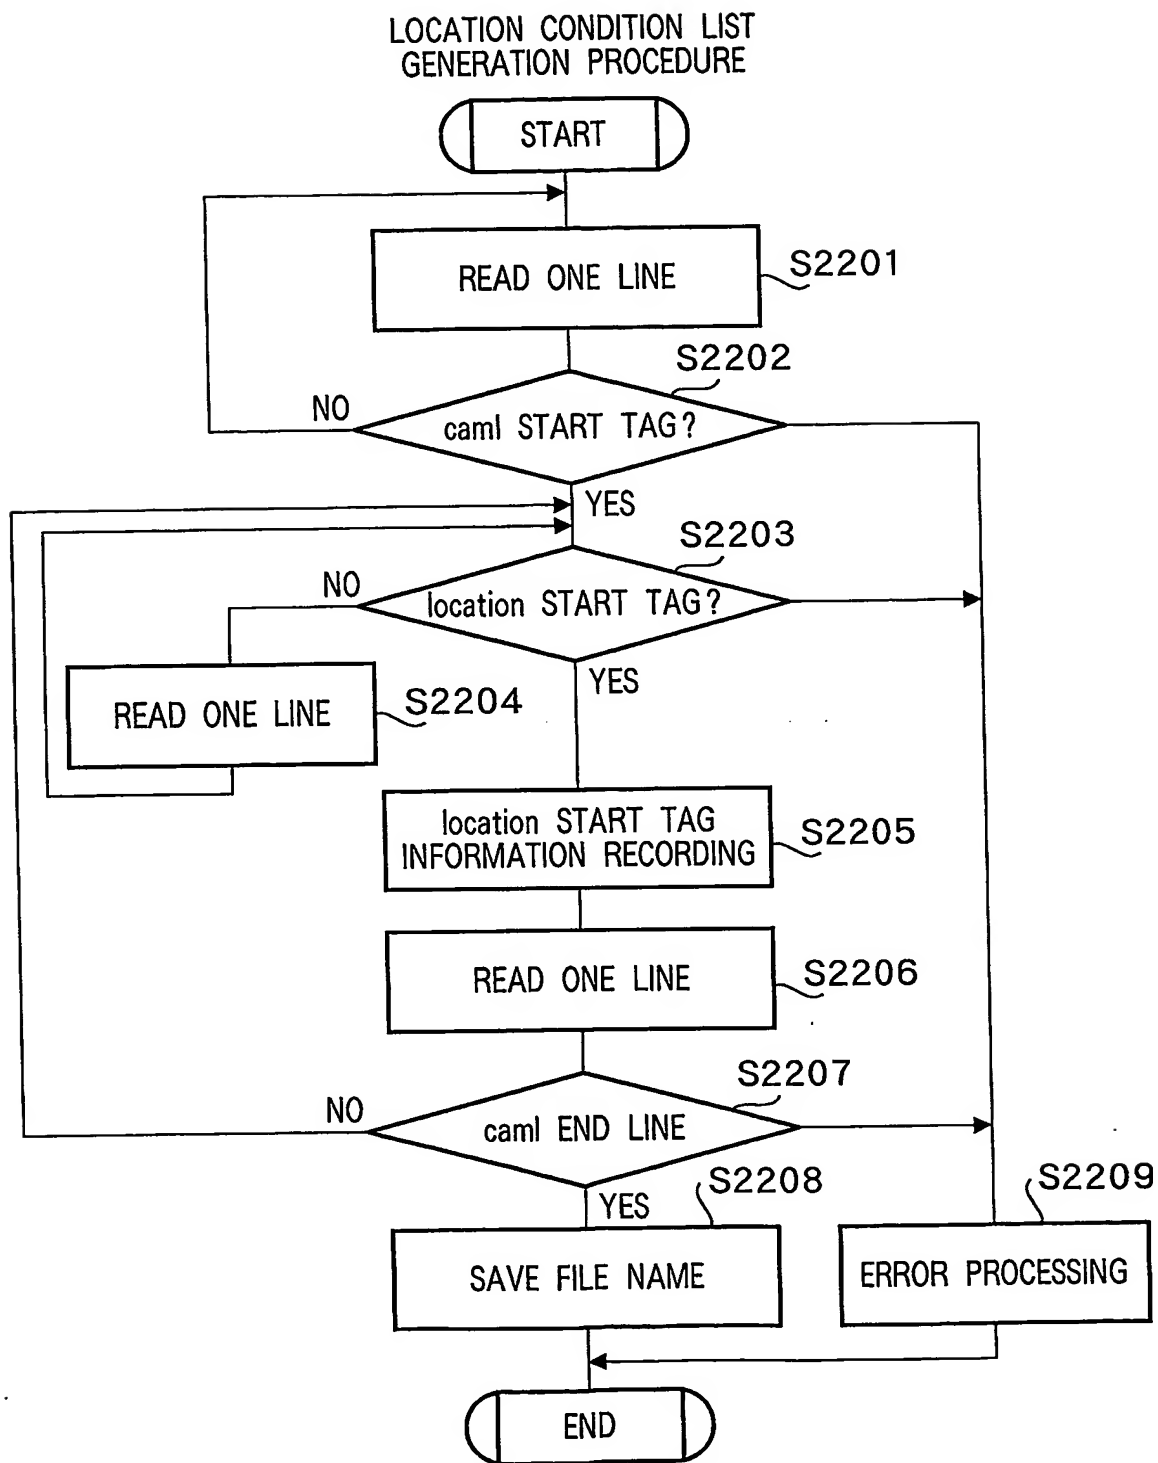 LOCATION CONDITION LIST
GENERATION PROCEDURE
START
READ ONE LINE
S2201
S2202
NO
caml START TAG?
YES
S2203
NO
location START TAG?
YES
READ ONE LINE
S2204
location START TAG
INFORMATION RECORDING
S2205
READ ONE LINE
S2206
S2207
NO
caml END LINE
YES
S2208
S2209
SAVE FILE NAME
ERROR PROCESSING
END